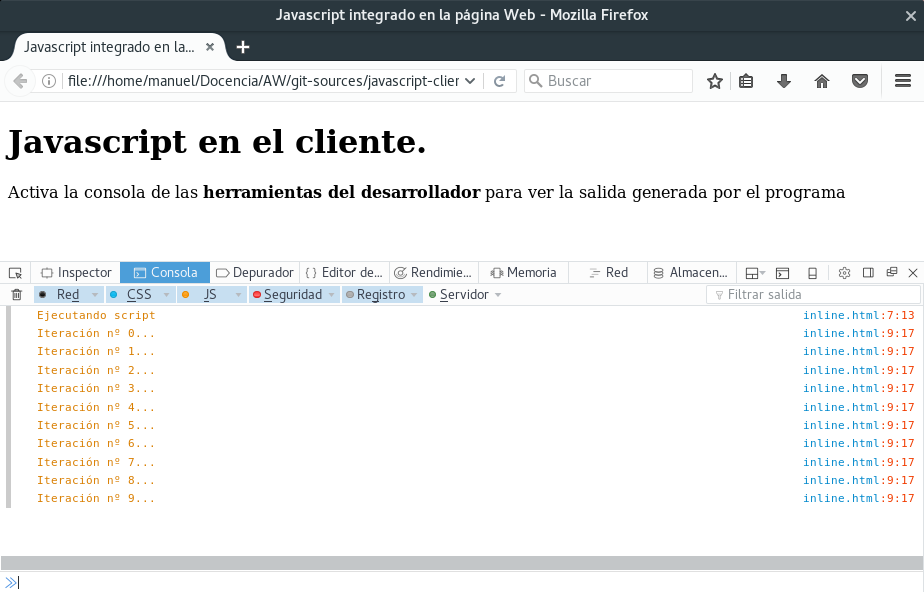 Javascript integrado en la página Web - Mozilla Firefox
Javascript integrado en la...
file:///home/manuel/Docencia/AW/git-sources/javascript-clier
Buscar
Javascript en el cliente.
Activa la consola de las herramientas del desarrollador para ver la salida generada por el programa
Inspector Consola Depurador { } Editor de... Rendimie... Memoria Red Almacen...
Red CSS JS Seguridad Registro Servidor Filtrar salida
Ejecutando script inline.html:7:13
Iteración nº 0... inline.html:9:17
Iteración nº 1... inline.html:9:17
Iteración nº 2... inline.html:9:17
Iteración nº 3... inline.html:9:17
Iteración nº 4... inline.html:9:17
Iteración nº 5... inline.html:9:17
Iteración nº 6... inline.html:9:17
Iteración nº 7... inline.html:9:17
Iteración nº 8... inline.html:9:17
Iteración nº 9... inline.html:9:17